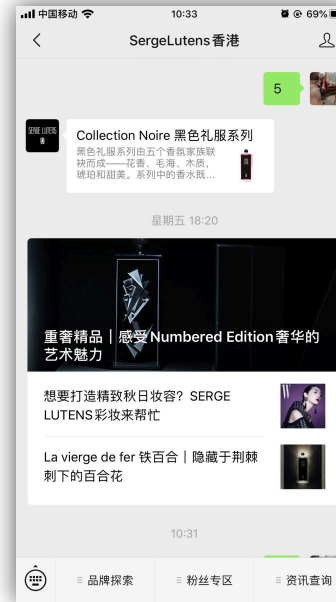 中国移动
10:33
69%
SergeLutens香港
5
SERGE LUTENS
Collection Noire 黑色礼服系列
黑色礼服系列由五个香氛家族联
袂而成——花香、毛海、木质，
琥珀和甜美。系列中的香水既...
星期五 18:20
重奢精品｜感受Numbered Edition奢华的
艺术魅力
想要打造精致秋日妆容？SERGE
LUTENS彩妆来帮忙
W
La vierge de fer 铁百合｜隐藏于荆棘
刺下的百合花
10:31
品牌探索
粉丝专区
资讯查询